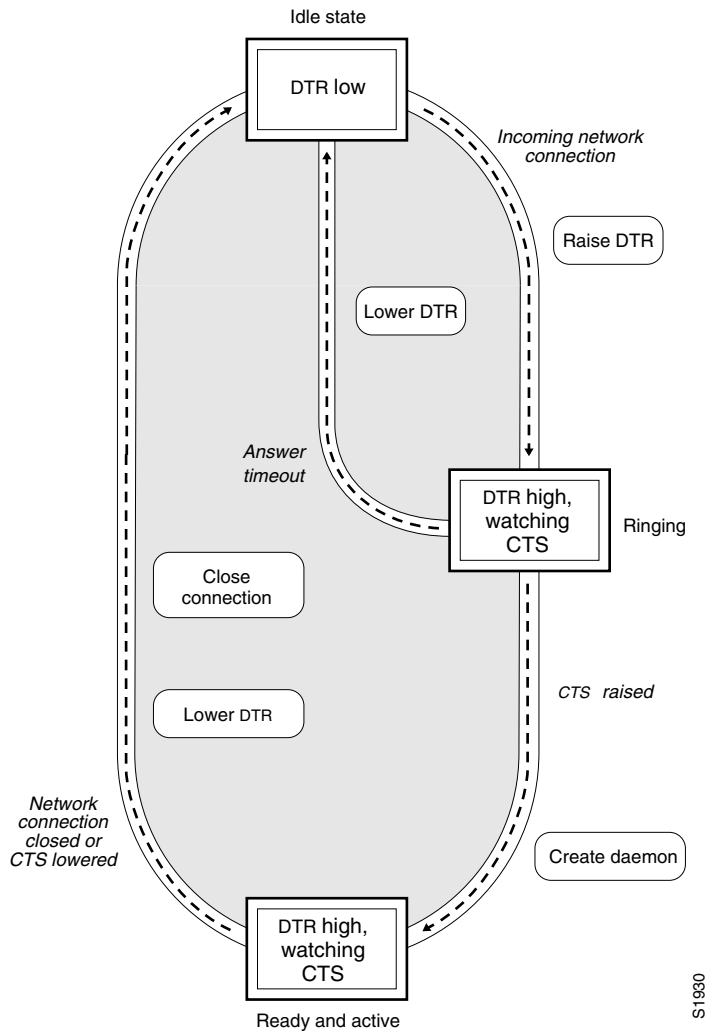 Idle state
DTR low
Incoming network
connection
Raise DTR
Lower DTR
Answer
timeout
DTR high,
watching
CTS
Ringing
Close
connection
CTS raised
Lower DTR
Network
connection
closed or
CTS lowered
Create daemon
DTR high,
watching
CTS
Ready and active
S1930